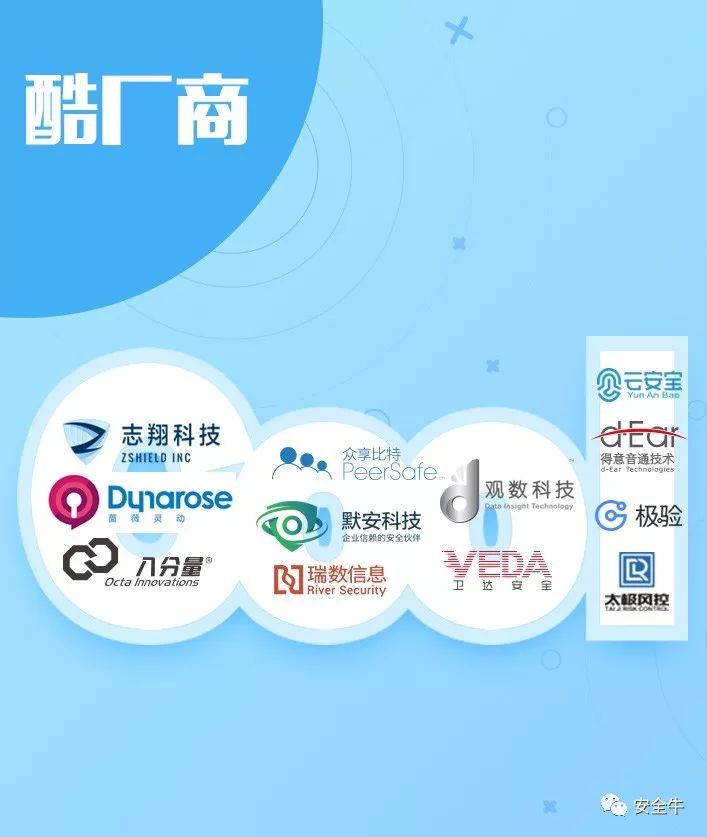 酷厂商
志翔科技
ZSHIELD INC
Dynarose
蔷薇灵动
八分量®
Octa Innovations
众享比特
PeerSafe
默安科技
企业信赖的安全伙伴
瑞数信息
River Security
观数科技
Data Insight Technology
VEDA
卫达安全
云安宝
Yun An Bao
d-Ear
得意音通技术
d-Ear Technologies
极验
太极风控
TAIJI RISK CONTROL
安全牛